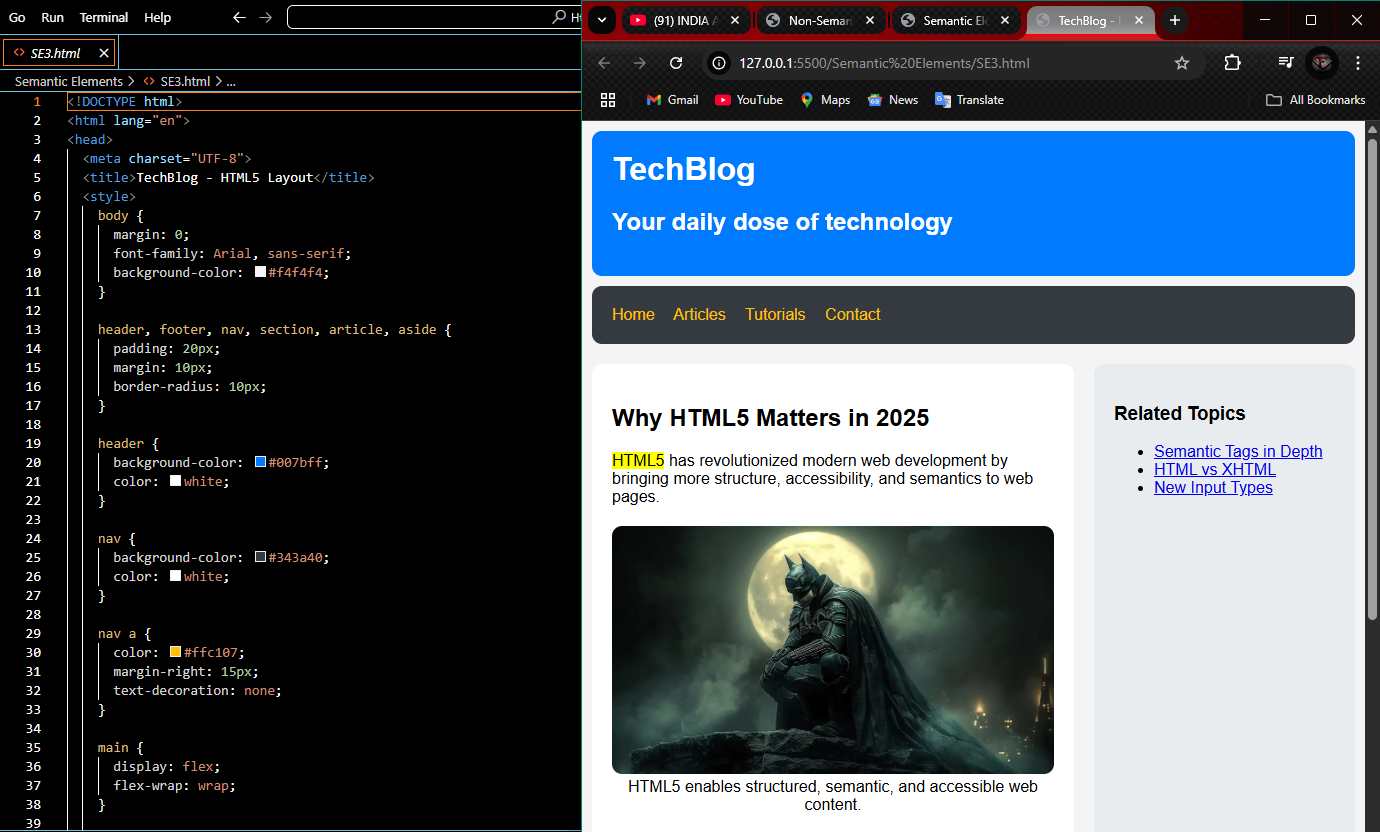 Go Run Terminal Help
SE3.html
Semantic Elements > SE3.html > ...
1 <!DOCTYPE html>
2 <html lang="en">
3 <head>
4 <meta charset="UTF-8">
5 <title>TechBlog - HTML5 Layout</title>
6 <style>
7 body {
8 margin: 0;
9 font-family: Arial, sans-serif;
10 background-color: #f4f4f4;
11 }
12
13 header, footer, nav, section, article, aside {
14 padding: 20px;
15 margin: 10px;
16 border-radius: 10px;
17 }
18
19 header {
20 background-color: #007bff;
21 color: white;
22 }
23
24 nav {
25 background-color: #343a40;
26 color: white;
27 }
28
29 nav a {
30 color: #ffc107;
31 margin-right: 15px;
32 text-decoration: none;
33 }
34
35 main {
36 display: flex;
37 flex-wrap: wrap;
38 }
39
(91) INDIA
Non-Seman
Semantic El
TechBlog -
127.0.0.1:5500/Semantic%20Elements/SE3.html
Gmail YouTube Maps News Translate All Bookmarks
TechBlog
Your daily dose of technology
Home Articles Tutorials Contact
Why HTML5 Matters in 2025
HTML5 has revolutionized modern web development by
bringing more structure, accessibility, and semantics to web
pages.
HTML5 enables structured, semantic, and accessible web
content.
Related Topics
Semantic Tags in Depth
HTML vs XHTML
New Input Types